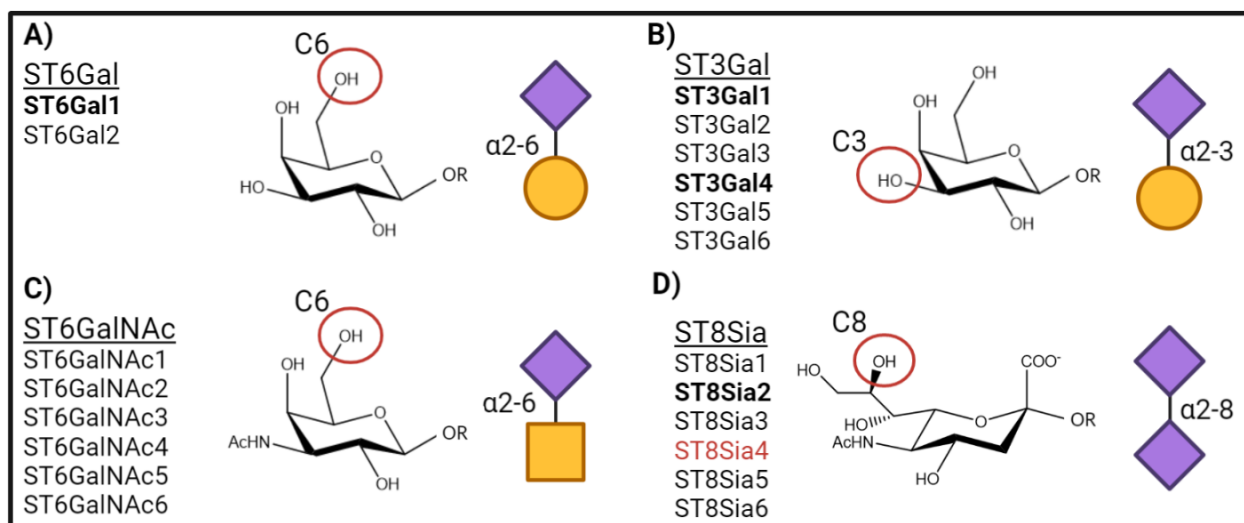 A)
ST6Gal
ST6Gal1
ST6Gal2
C6
OH
OH
HO
O
OR
OH
α2-6
B)
ST3Gal
ST3Gal1
ST3Gal2
ST3Gal3
ST3Gal4
ST3Gal5
ST3Gal6
C3
OH
OH
HO
O
OR
OH
α2-3
C)
ST6GalNAc
ST6GalNAc1
ST6GalNAc2
ST6GalNAc3
ST6GalNAc4
ST6GalNAc5
ST6GalNAc6
C6
OH
OH
O
AcHN
OR
OH
α2-6
D)
ST8Sia
ST8Sia1
ST8Sia2
ST8Sia3
ST8Sia4
ST8Sia5
ST8Sia6
C8
OH
HO
COO⁻
HO
O
OR
AcHN
HO
α2-8